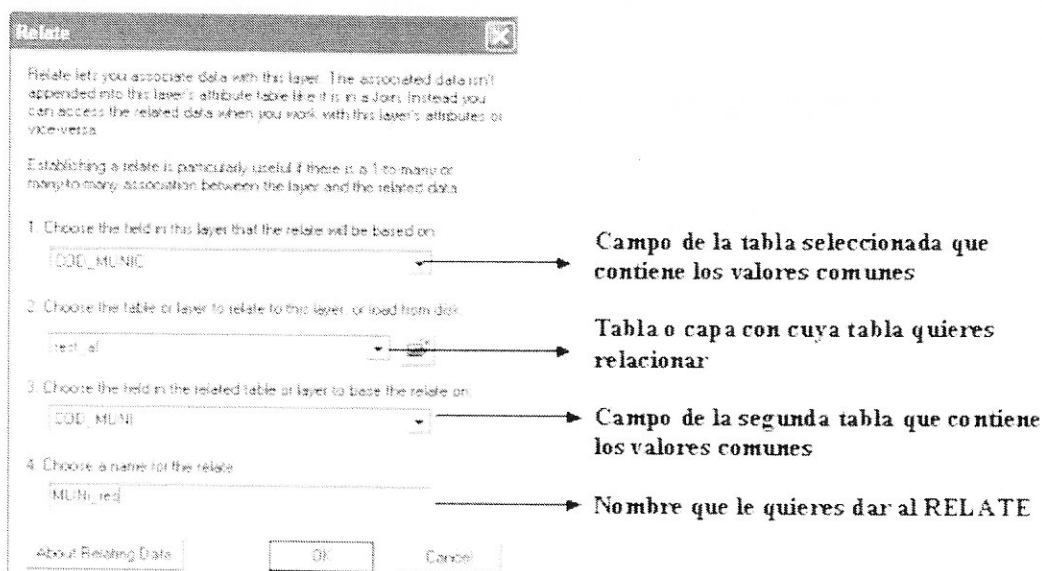 Relate
Relate lets you associate data with this layer. The associated data isn't
appended into this layer's attribute table like it is in a Join. Instead you
can access the related data when you work with this layer's attributes or
vice-versa.
Establishing a relate is particularly useful if there is a 1-to-many or
many-to-many association between the layer and the related data.
1. Choose the field in this layer that the relate will be based on:
COD_MUNIC
Campo de la tabla seleccionada que
contiene los valores comunes
2. Choose the table or layer to relate to this layer, or load from disk:
rest_af
Tabla o capa con cuya tabla quieres
relacionar
3. Choose the field in the related table or layer to base the relate on:
COD_MUNI
Campo de la segunda tabla que contiene
los valores comunes
4. Choose a name for the relate:
MUNI_res
Nombre que le quieres dar al RELATE
About Relating Data
OK
Cancel